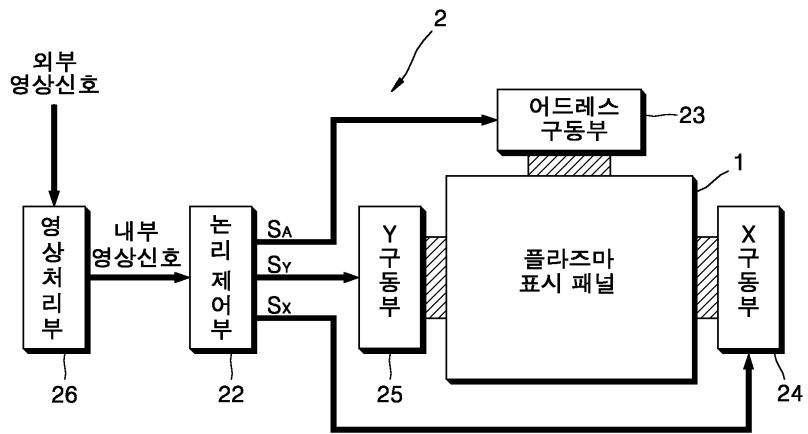 2
외부
영상신호
어드레스
구동부
23
1
영상처리부
내부
영상신호
논리 제어부
SA
SY
SX
Y 구동부
플라즈마
표시 패널
X 구동부
26
22
25
24